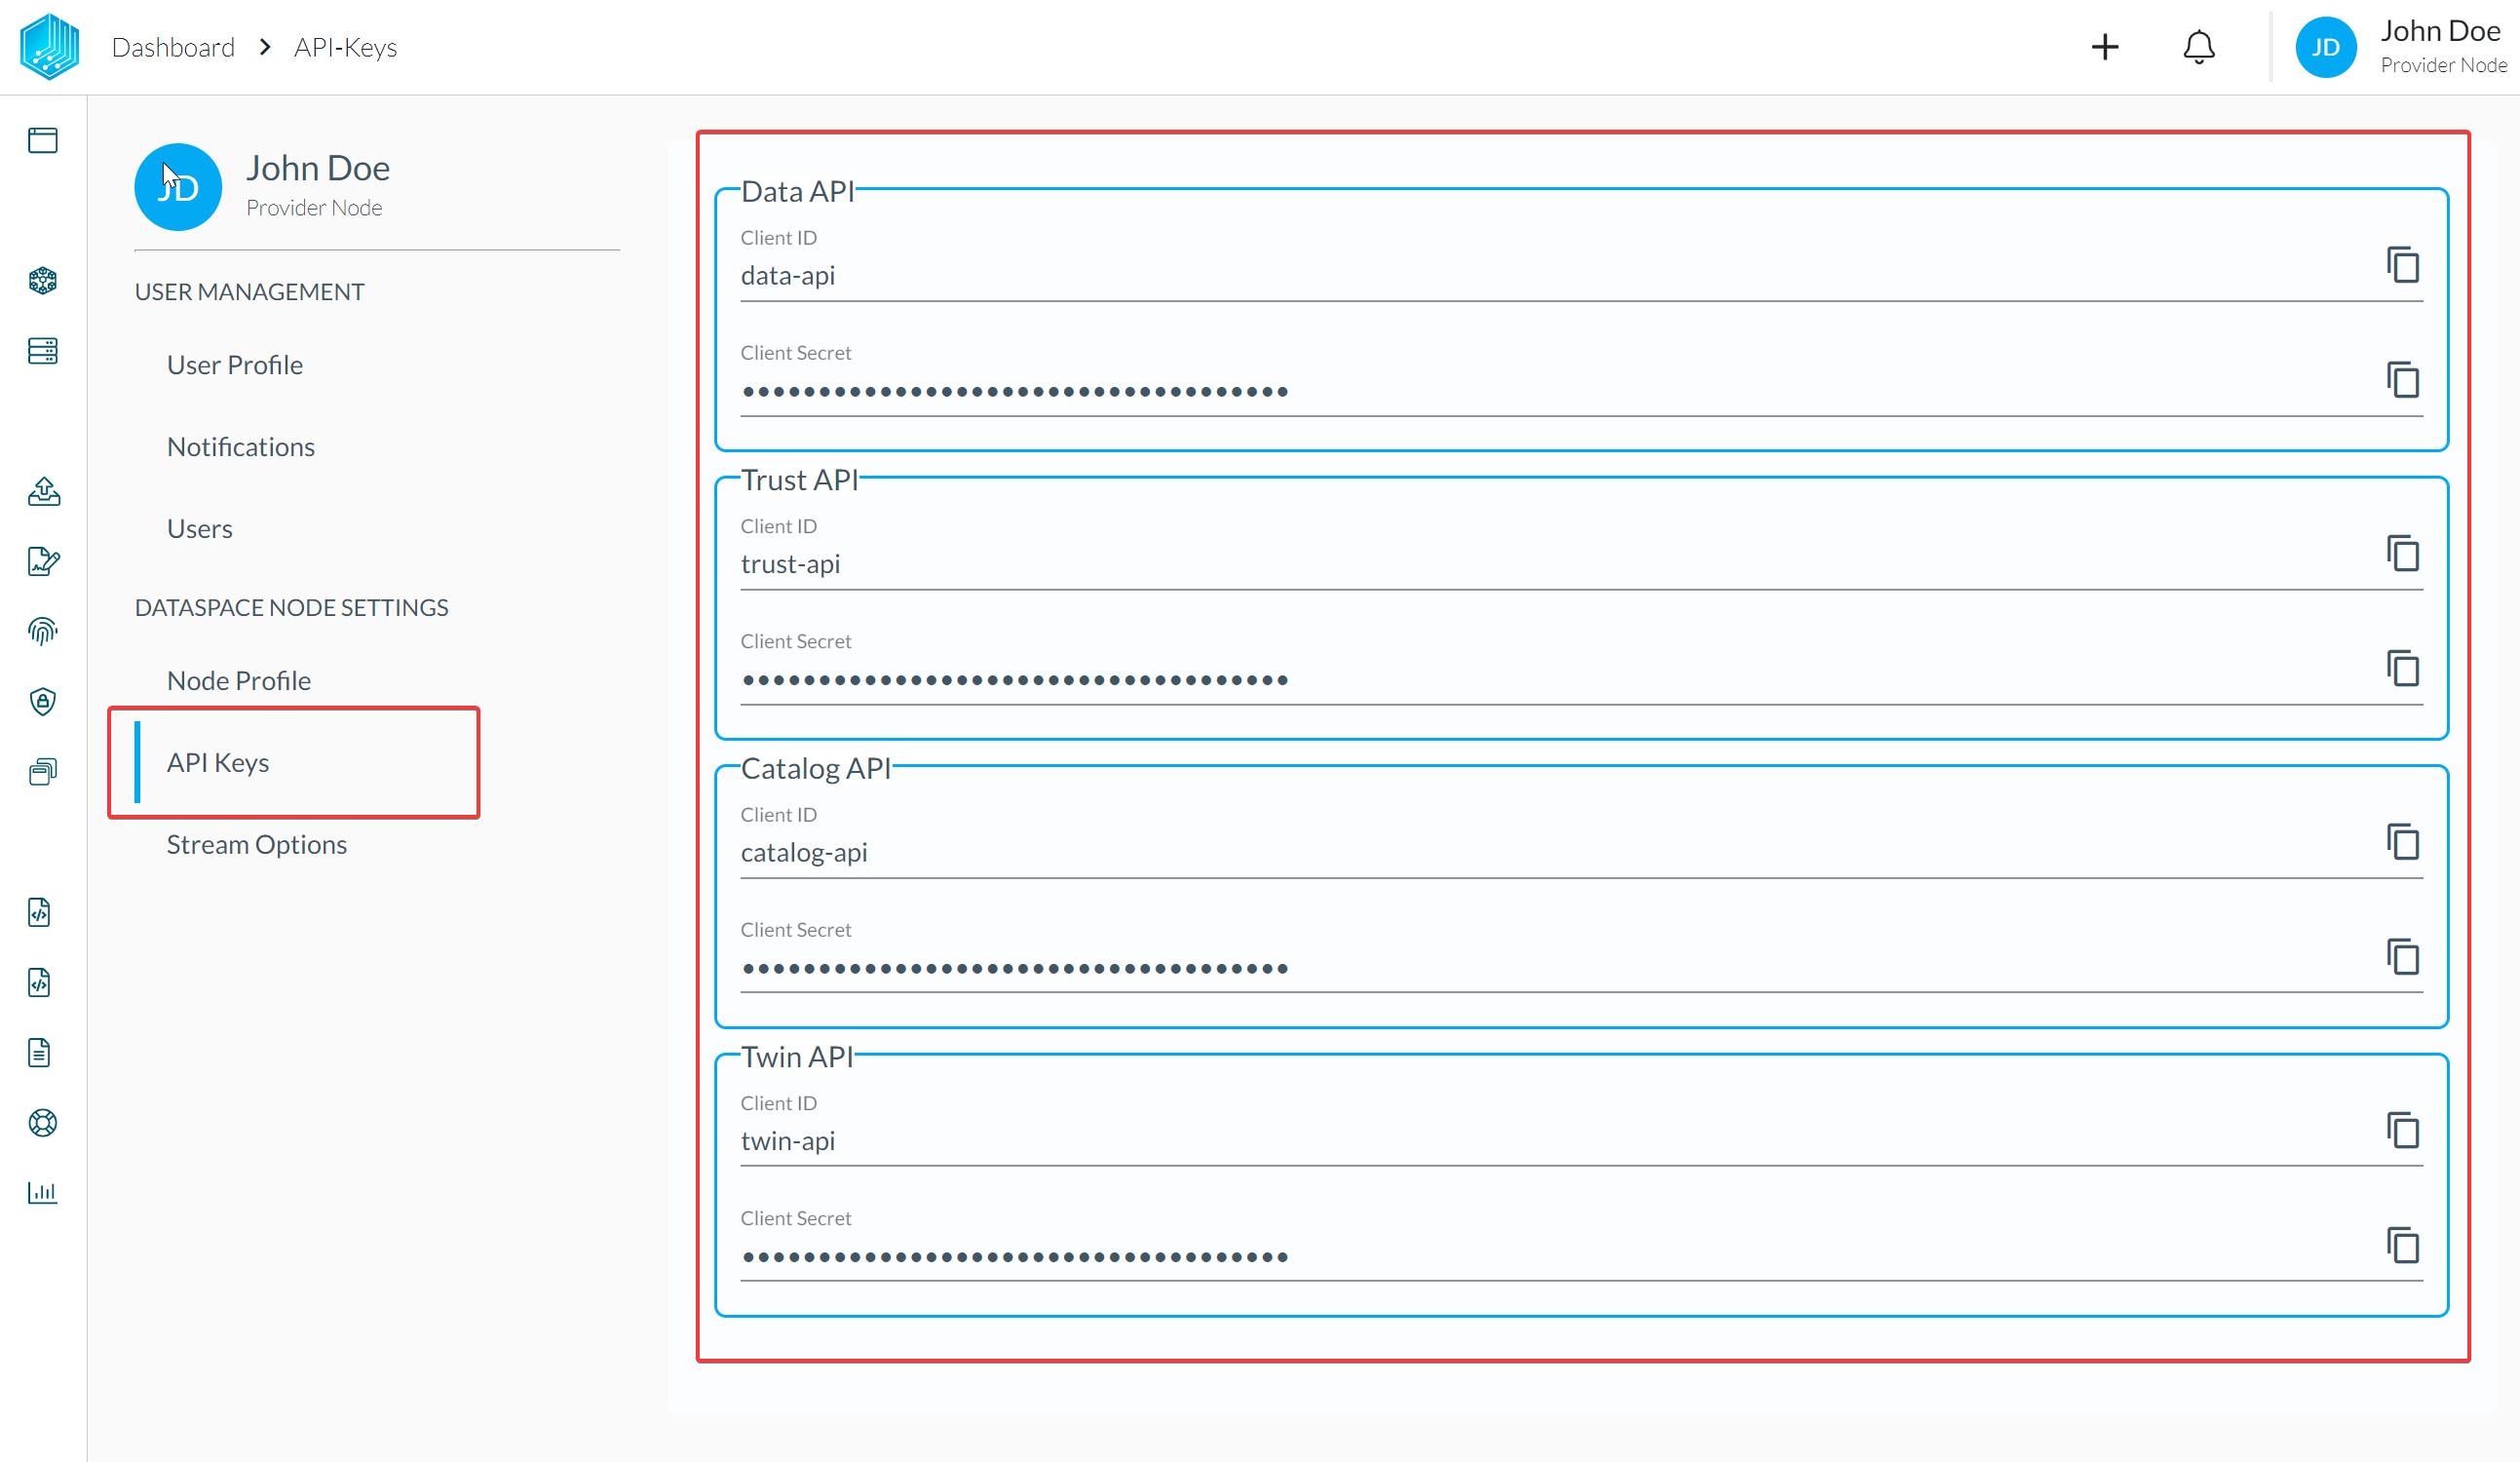 Dashboard > API-Keys
JD
John Doe
Provider Node
JD
John Doe
Provider Node
USER MANAGEMENT
User Profile
Notifications
Users
DATASPACE NODE SETTINGS
Node Profile
API Keys
Stream Options
Data API
Client ID
data-api
Client Secret
••••••••••••••••••••••••••••••••••••
Trust API
Client ID
trust-api
Client Secret
••••••••••••••••••••••••••••••••••••
Catalog API
Client ID
catalog-api
Client Secret
••••••••••••••••••••••••••••••••••••
Twin API
Client ID
twin-api
Client Secret
••••••••••••••••••••••••••••••••••••